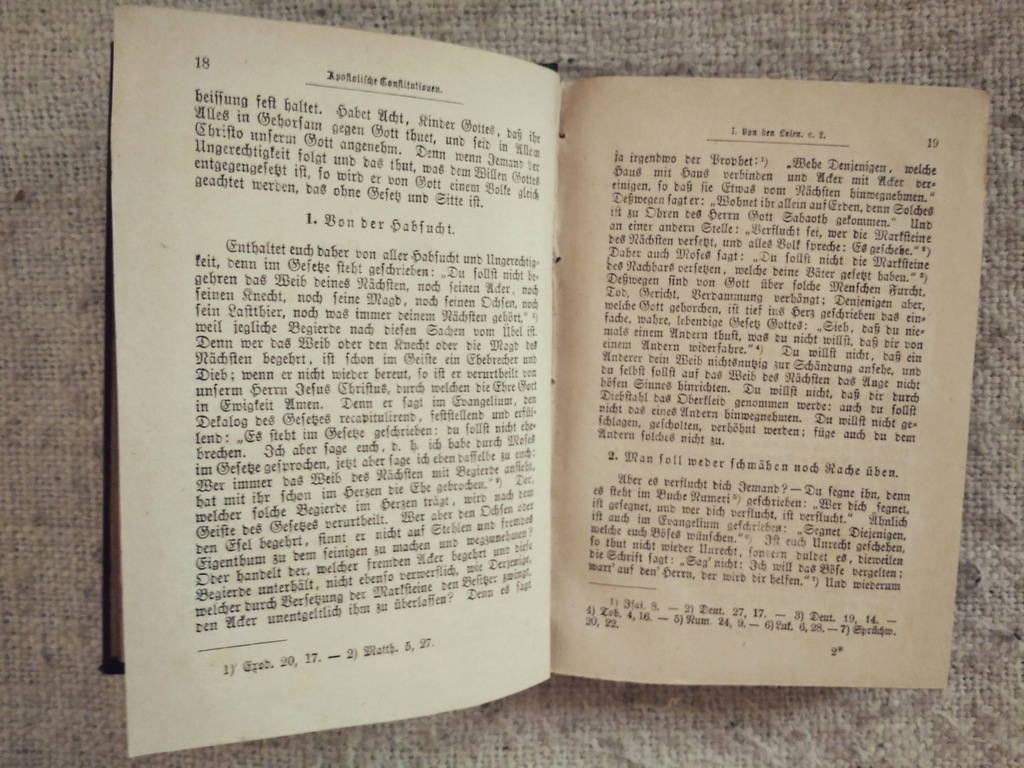 18
Apostolische Constitutionen.
heissung fest haltet. Habet Acht, Kinder Gottes, daß ihr
Alles in Gehorsam gegen Gott thuet, und seid in Allem
Christo unserm Gott angenehm. Denn wenn Jemand der
Ungerechtigkeit folgt und das thut, was dem Willen Gottes
entgegengesetzt ist, so wird er von Gott einem Volke gleich
geachtet werden, das ohne Gesetz und Sitte ist.
1. Von der Habsucht.
Enthaltet euch daher von aller Habsucht und Ungerechtig-
keit, denn im Gesetze steht geschrieben: „Du sollst nicht be-
gehren das Weib deines Nächsten, noch seinen Acker, noch
seinen Knecht, noch seine Magd, noch seinen Ochsen, noch
sein Lastthier, noch was immer deinem Nächsten gehört.“ ¹)
weil jegliche Begierde nach diesen Sachen vom Übel ist.
Denn wer das Weib oder den Knecht oder die Magd des
Nächsten begehrt, ist schon im Geiste ein Ehebrecher und
Dieb; wenn er nicht wieder bereut, so ist er verurtheilt von
unserm Herrn Jesus Christus, durch welchen die Ehre Gott
in Ewigkeit Amen. Denn er sagt im Evangelium, den
Dekalog des Gesetzes recapitulirend, feststellend und erfül-
lend: „Es steht im Gesetze geschrieben: du sollst nicht ehe-
brechen. Ich aber sage euch, d. h. ich habe durch Moses
im Gesetze gesprochen, jetzt aber sage ich eben dasselbe zu euch:
Wer immer das Weib des Nächsten mit Begierde ansieht,
hat mit ihr schon im Herzen die Ehe gebrochen.“ ²) Der,
welcher solche Begierde im Herzen trägt, wird nach dem
Geiste des Gesetzes verurtheilt. Wer aber den Ochsen oder
den Esel begehrt, sinnt er nicht auf Stehlen und fremdes
Eigenthum zu dem seinigen zu machen und wegzunehmen?
Oder handelt der, welcher fremden Acker begehrt und diese
Begierde unterhält, nicht ebenso verwerflich, wie Derjenige,
welcher durch Versetzung der Marksteine den Besitzer zwingt,
den Acker unentgeltlich ihm zu überlassen? Denn es sagt
1) Exod. 20, 17. — 2) Matth. 5, 27.
I. Von den Laien. c. 2.
19
ja irgendwo der Prophet: ¹) „Wehe Denjenigen, welche
Haus mit Haus verbinden und Acker mit Acker ver-
einigen, so daß sie Etwas vom Nächsten hinwegnehmen.“
Deßwegen sagt er: „Wohnet ihr allein auf Erden, denn Solches
ist zu Ohren des Herrn Gott Sabaoth gekommen.“ Und
an einer andern Stelle: „Verflucht sei, wer die Marksteine
des Nächsten versetzt, und alles Volk spreche: Es geschehe.“ ²)
Daher auch Moses sagt: „Du sollst nicht die Marksteine
des Nachbars versetzen, welche deine Väter gesetzt haben.“ ³)
Deßwegen sind von Gott über solche Menschen Furcht,
Tod, Gericht, Verdammung verhängt; Denjenigen aber,
welche Gott gehorchen, ist tief ins Herz geschrieben das ein-
fache, wahre, lebendige Gesetz Gottes: „Sieh, daß du nie-
mals einem Andern thust, was du nicht willst, daß dir von
einem Andern widerfahre.“ ⁴) Du willst nicht, daß ein
Anderer dein Weib nichtsnutzig zur Schändung ansehe, und
du selbst sollst auf das Weib des Nächsten das Auge nicht
bösen Sinnes hinrichten. Du willst nicht, daß dir durch
Diebstahl das Oberkleid genommen werde: auch du sollst
nicht das eines Andern hinwegnehmen. Du willst nicht ge-
schlagen, gescholten, verhöhnt werden; füge auch du dem
Andern solches nicht zu.
2. Man soll weder schmähen noch Rache üben.
Aber es verflucht dich Jemand? — Du segne ihn, denn
es steht im Buche Numeri ⁵) geschrieben: „Wer dich segnet,
ist gesegnet, und wer dich verflucht, ist verflucht.“ Ähnlich
ist auch im Evangelium geschrieben: „Segnet Diejenigen,
welche euch Böses wünschen.“ ⁶) Ist euch Unrecht geschehen,
so thut nicht wieder Unrecht, sondern duldet es, dieweilen
die Schrift sagt: „Sag' nicht: Ich will das Böse vergelten;
wart' auf den Herrn, der wird dir helfen.“ ⁷) Und wiederum
1) Isai. 8. — 2) Deut. 27, 17. — 3) Deut. 19, 14. —
4) Tob. 4, 16. — 5) Num. 24, 9. — 6) Luk. 6, 28. — 7) Sprüchw.
20, 22.
2*